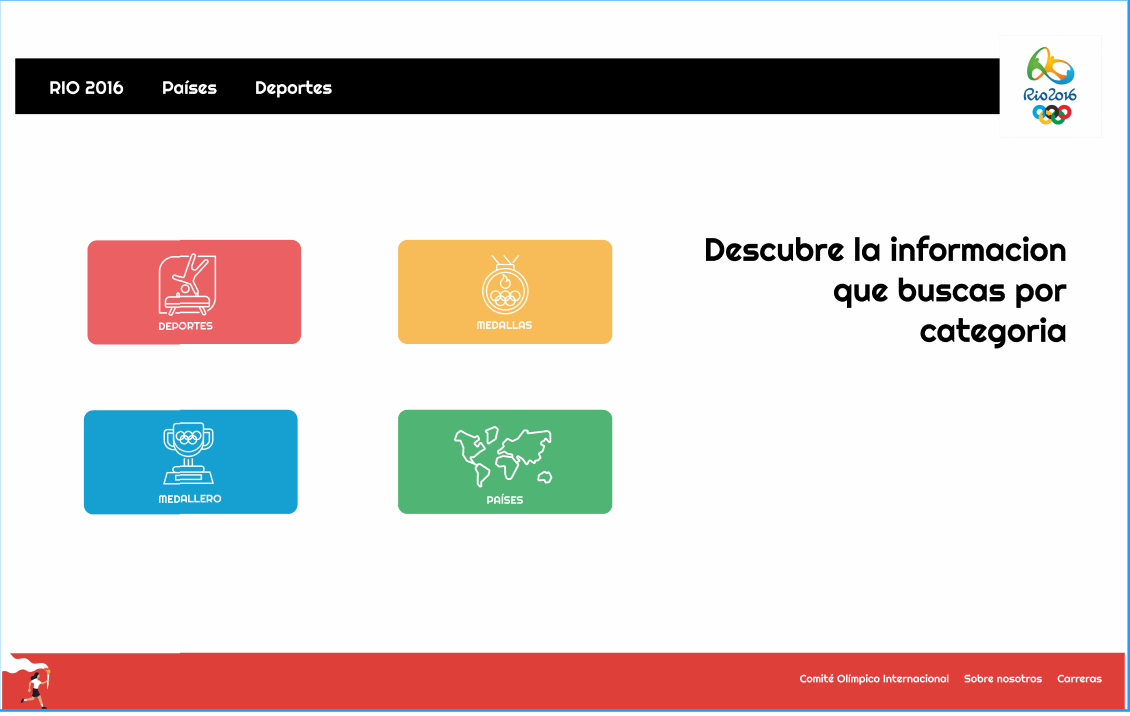 RIO 2016 Países Deportes
Rio2016
DEPORTES
MEDALLAS
Descubre la informacion
que buscas por
categoria
MEDALLERO
PAÍSES
Comité Olímpico Internacional Sobre nosotros Carreras